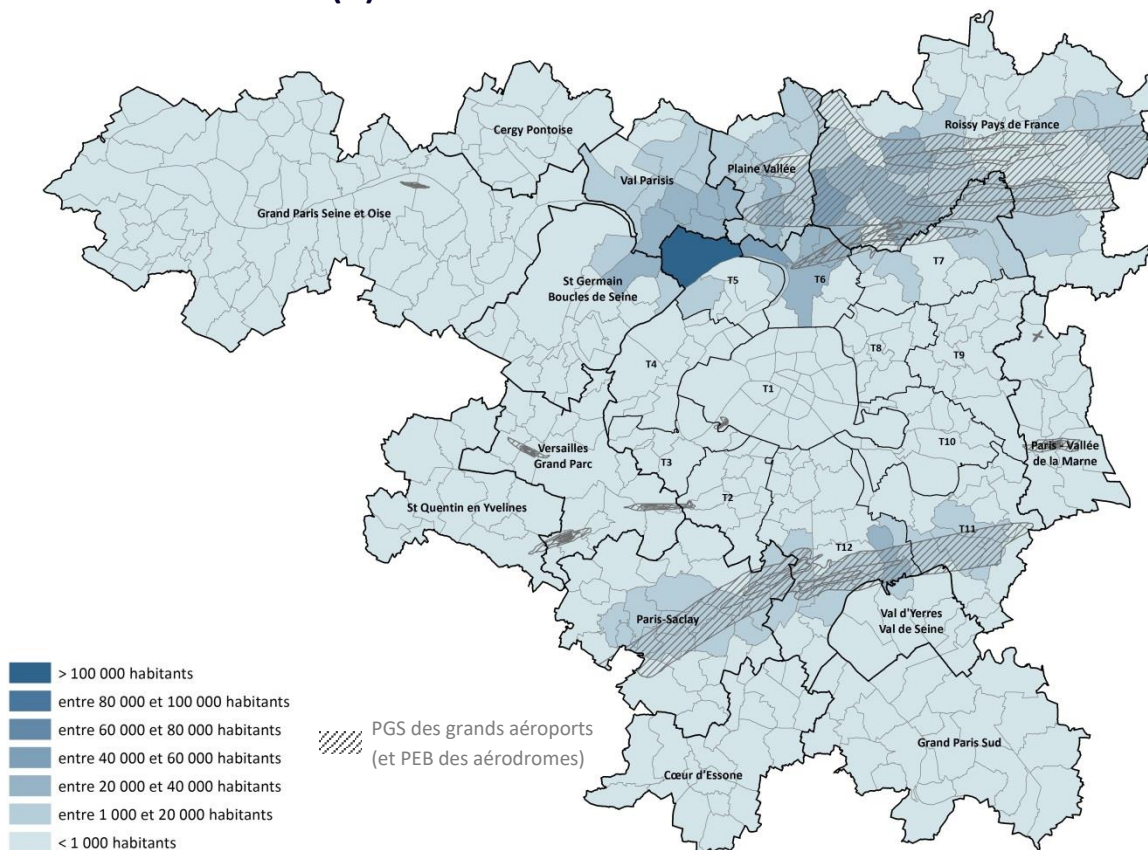 Cergy Pontoise
Roissy Pays de France
Val Parisis
Plaine Vallée
Grand Paris Seine et Oise
T7
St Germain
Boucles de Seine
T5
T6
T4
T8
T9
T1
Versailles
Grand Parc
T3
T10
Paris - Vallée
de la Marne
T2
St Quentin en Yvelines
T11
T12
Paris-Saclay
Val d'Yerres
Val de Seine
Grand Paris Sud
Cœur d'Essone
> 100 000 habitants
entre 80 000 et 100 000 habitants
entre 60 000 et 80 000 habitants
entre 40 000 et 60 000 habitants
entre 20 000 et 40 000 habitants
entre 1 000 et 20 000 habitants
< 1 000 habitants
PGS des grands aéroports
(et PEB des aérodromes)